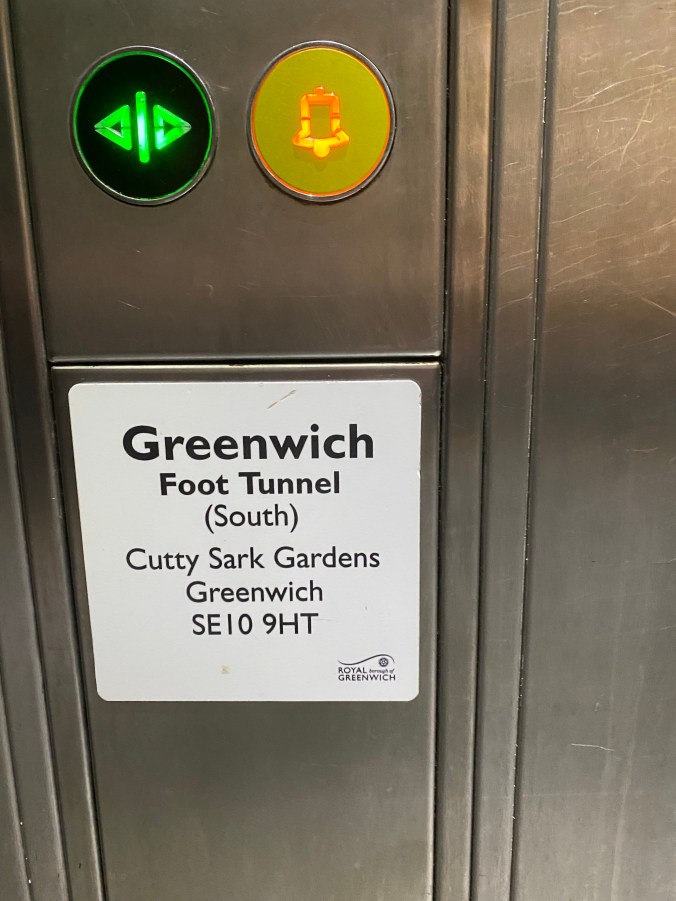 Greenwich
Foot Tunnel
(South)
Cutty Sark Gardens
Greenwich
SE10 9HT
ROYAL borough of
GREENWICH